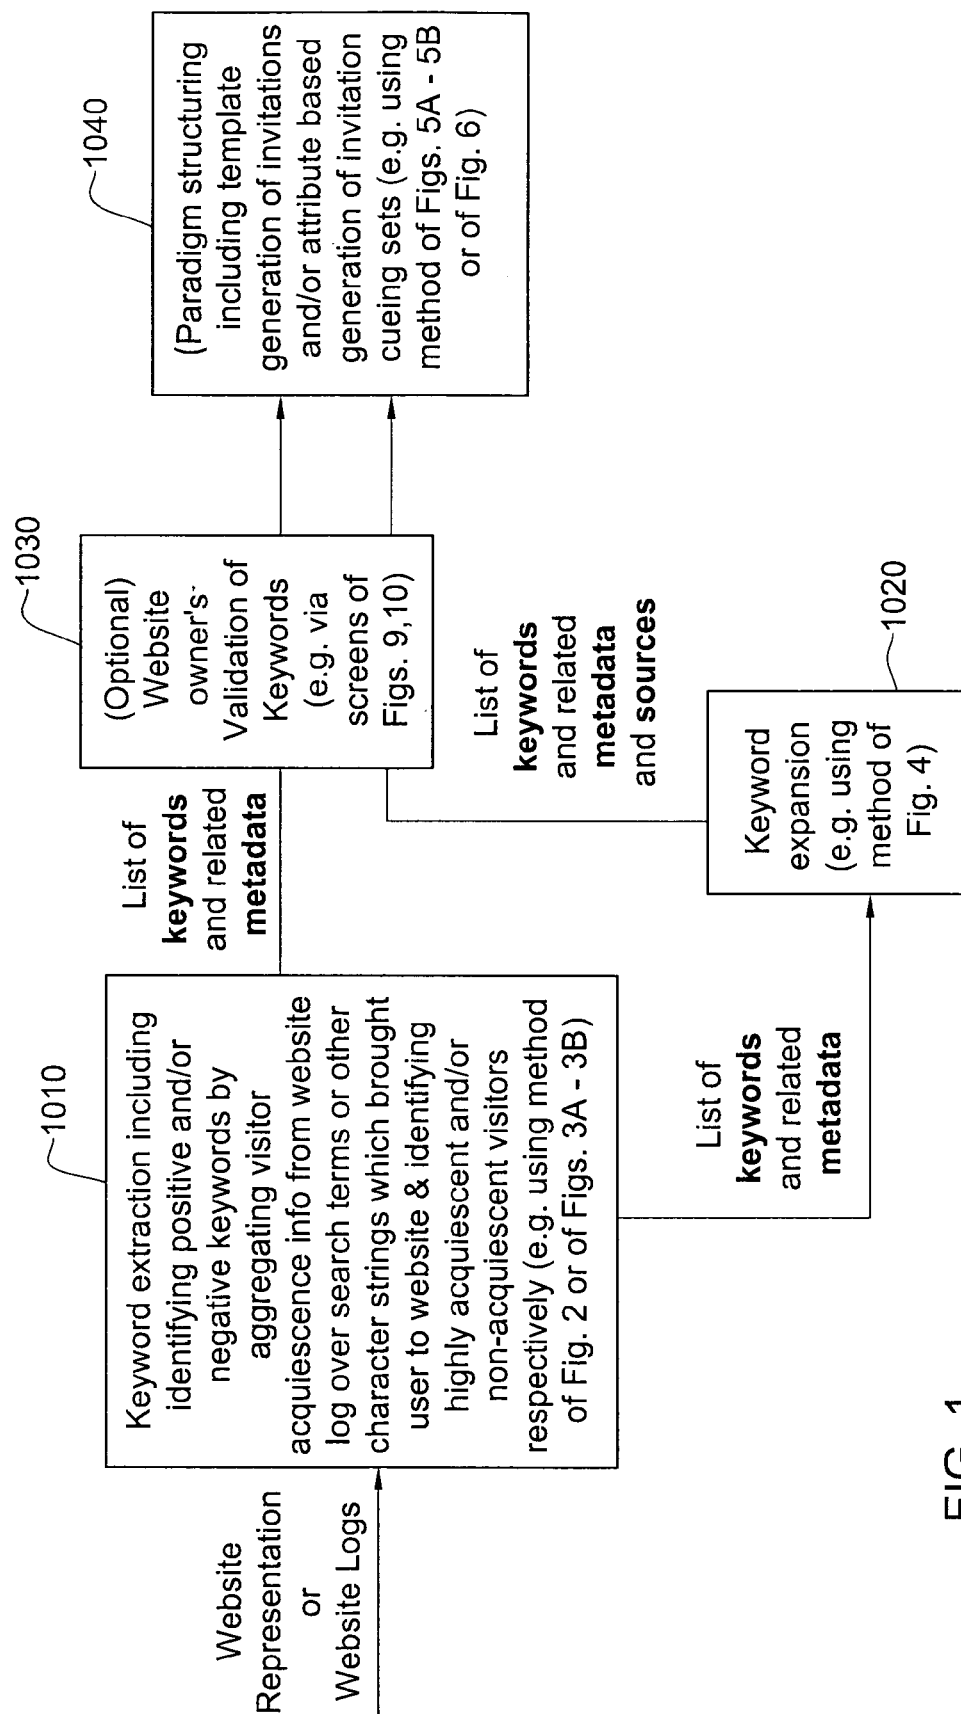 Website
Representation
or
Website Logs
1010
Keyword extraction including
identifying positive and/or
negative keywords by
aggregating visitor
acquiescence info from website
log over search terms or other
character strings which brought
user to website & identifying
highly acquiescent and/or
non-acquiescent visitors
respectively (e.g. using method
of Fig. 2 or of Figs. 3A - 3B)
List of
keywords
and related
metadata
List of
keywords
and related
metadata
1020
Keyword
expansion
(e.g. using
method of
Fig. 4)
List of
keywords
and related
metadata
and sources
1030
(Optional)
Website
owner's-
Validation of
Keywords
(e.g. via
screens of
Figs. 9,10)
1040
(Paradigm structuring
including template
generation of invitations
and/or attribute based
generation of invitation
cueing sets (e.g. using
method of Figs. 5A - 5B
or of Fig. 6)
FIG. 1